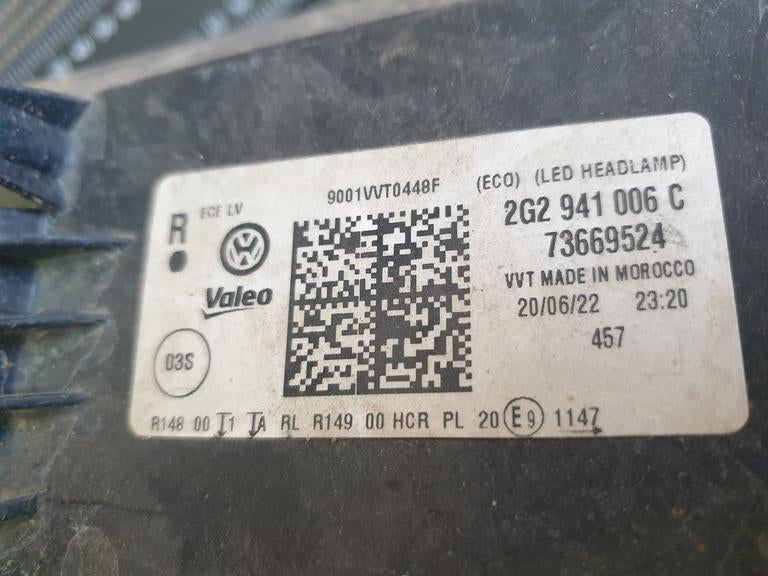 9001VVT0448F
(ECO) (LED HEADLAMP)
R ECE LV
2G2 941 006 C
73669524
Valeo
VVT MADE IN MOROCCO
20/06/22 23:20
457
03S
R148 00 T1 TA RL R149 00 HCR PL 20 E9 1147